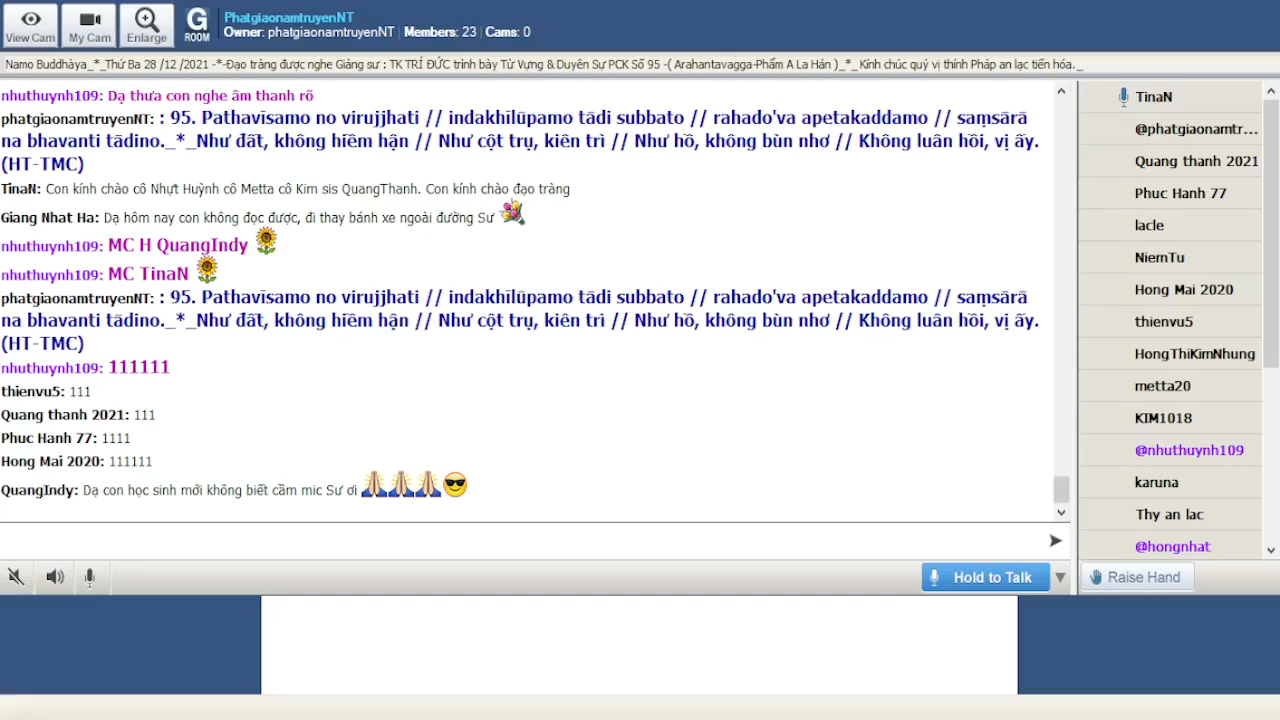 View Cam
My Cam
Enlarge
G
ROOM
PhatgiaonamtruyenNT
Owner: phatgiaonamtruyenNT | Members: 23 | Cams: 0
Namo Buddhàya_*_Thứ Ba 28 /12 /2021 -*-Đạo tràng được nghe Giảng sư : TK TRÍ ĐỨC trình bày Từ Vựng & Duyên Sự PCK Số 95 -( Arahantavagga-Phẩm A La Hán )_*_ Kính chúc quý vị thính Pháp an lạc tiến hóa._
nhuthuynh109: Dạ thưa con nghe âm thanh rõ
phatgiaonamtruyenNT: : 95. Pathavīsamo no virujjhati // indakhīlūpamo tādi subbato // rahado'va apetakaddamo // saṃsārā
na bhavanti tādino._*_Như đất, không hiềm hận // Như cột trụ, kiên trì // Như hồ, không bùn nhơ // Không luân hồi, vị ấy.
(HT-TMC)
TinaN: Con kính chào cô Nhựt Huỳnh cô Metta cô Kim sis QuangThanh. Con kính chào đạo tràng
Giang Nhat Ha: Dạ hôm nay con không đọc được, đi thay bánh xe ngoài đường Sư
nhuthuynh109: MC H QuangIndy
nhuthuynh109: MC TinaN
phatgiaonamtruyenNT: : 95. Pathavīsamo no virujjhati // indakhīlūpamo tādi subbato // rahado'va apetakaddamo // saṃsārā
na bhavanti tādino._*_Như đất, không hiềm hận // Như cột trụ, kiên trì // Như hồ, không bùn nhơ // Không luân hồi, vị ấy.
(HT-TMC)
nhuthuynh109: 111111
thienvu5: 111
Quang thanh 2021: 111
Phuc Hanh 77: 1111
Hong Mai 2020: 111111
QuangIndy: Dạ con học sinh mới không biết cầm mic Sư ơi
TinaN
@phatgiaonamtr...
Quang thanh 2021
Phuc Hanh 77
lacle
NiemTu
Hong Mai 2020
thienvu5
HongThiKimNhung
metta20
KIM1018
@nhuthuynh109
karuna
Thy an lac
@hongnhat
Hold to Talk
Raise Hand